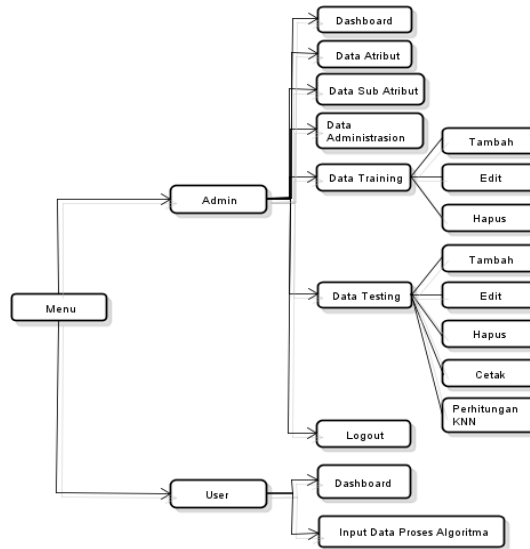 Dashboard
Data Atribut
Data Sub Atribut
Data
Administrasion
Data Training
Tambah
Edit
Hapus
Admin
Menu
Data Testing
Tambah
Edit
Hapus
Cetak
Perhitungan
KNN
Logout
User
Dashboard
Input Data Proses Algoritma